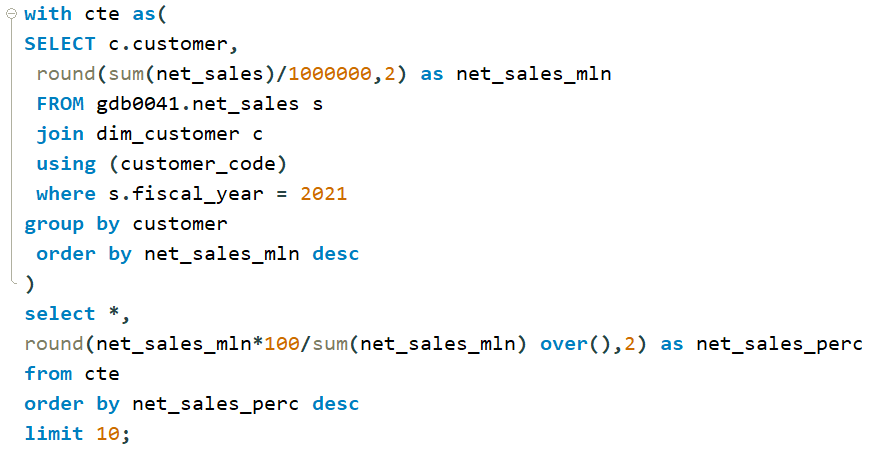 with cte as(
SELECT c.customer,
round(sum(net_sales)/1000000,2) as net_sales_mln
FROM gdb0041.net_sales s
join dim_customer c
using (customer_code)
where s.fiscal_year = 2021
group by customer
order by net_sales_mln desc
)
select *,
round(net_sales_mln*100/sum(net_sales_mln) over(),2) as net_sales_perc
from cte
order by net_sales_perc desc
limit 10;